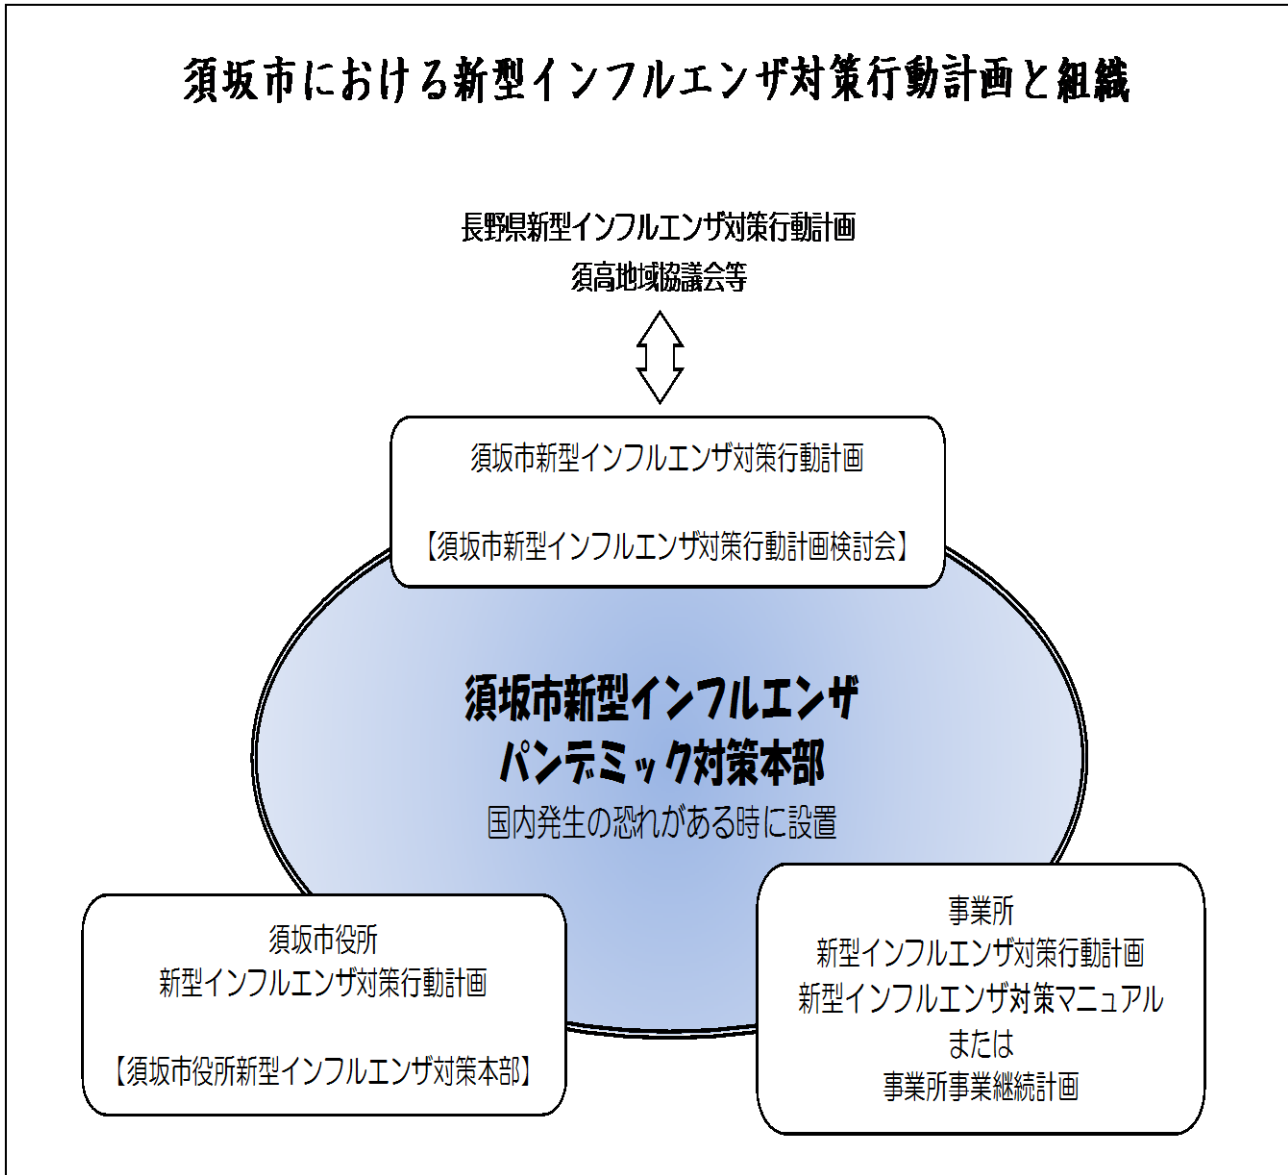 須坂市における新型インフルエンザ対策行動計画と組織
長野県新型インフルエンザ対策行動計画
須高地域協議会等
須坂市新型インフルエンザ対策行動計画
【須坂市新型インフルエンザ対策行動計画検討会】
須坂市新型インフルエンザ
パンデミック対策本部
国内発生の恐れがある時に設置
須坂市役所
新型インフルエンザ対策行動計画
【須坂市役所新型インフルエンザ対策本部】
事業所
新型インフルエンザ対策行動計画
新型インフルエンザ対策マニュアル
または
事業所事業継続計画